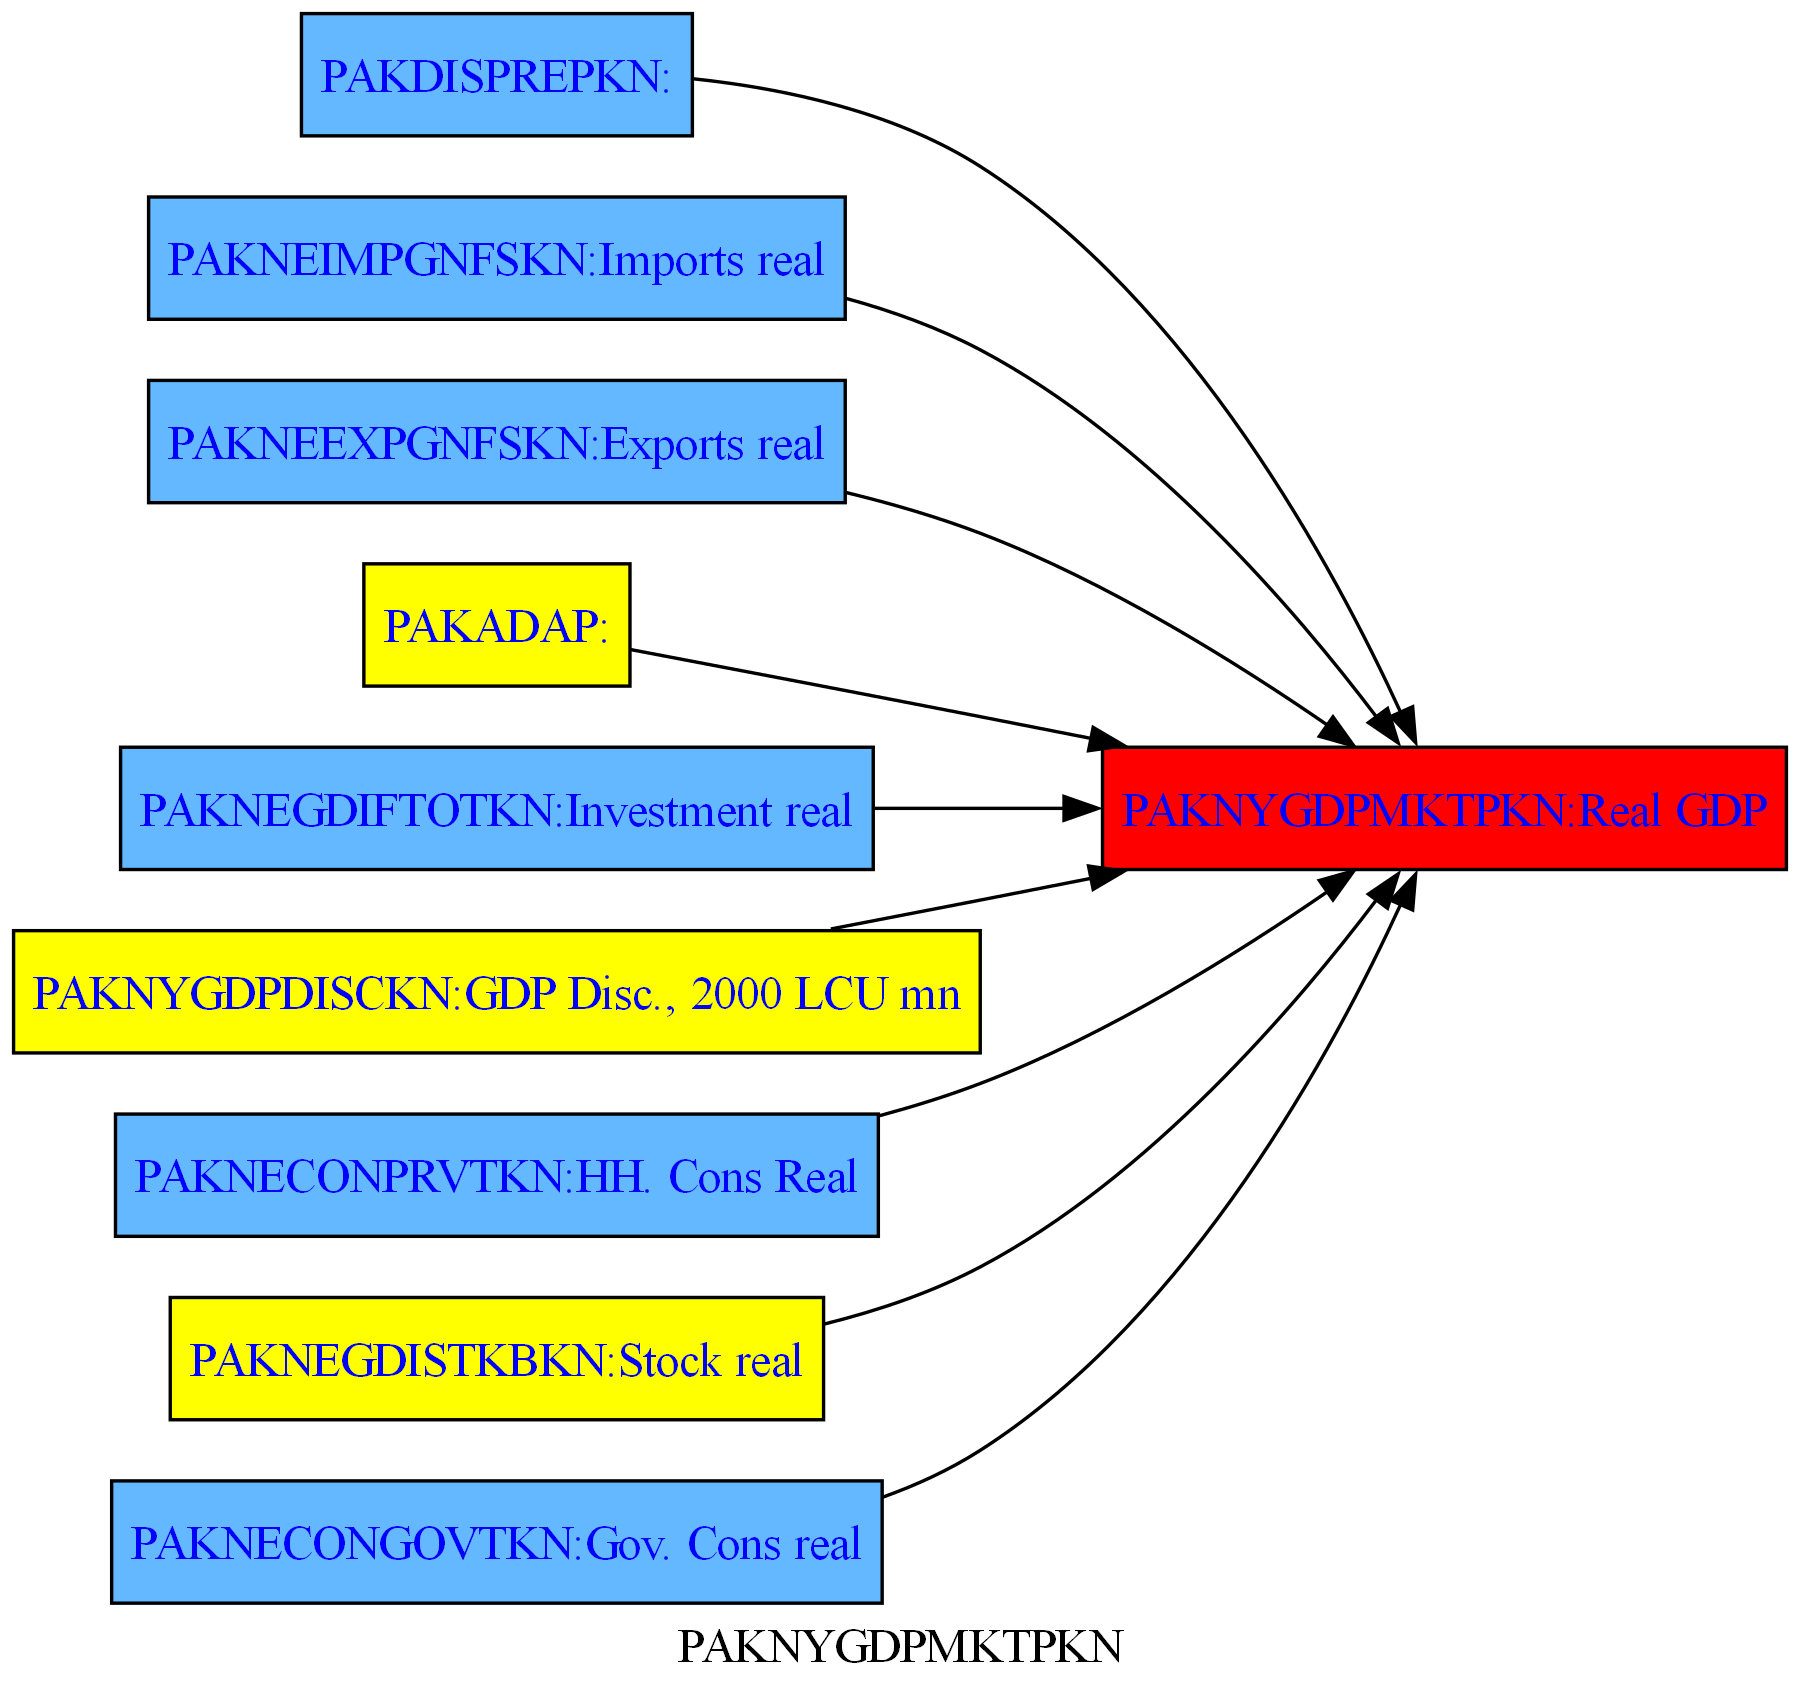 PAKDISPREPKN:
PAKNEIMPGNFSKN:Imports real
PAKNEEXPGNFSKN:Exports real
PAKADAP:
PAKNEGDIFTOTKN:Investment real
PAKNYGDPMKTPKN:Real GDP
PAKNYGDPDISCKN:GDP Disc., 2000 LCU mn
PAKNECONPRVTKN:HH. Cons Real
PAKNEGDISTKBKN:Stock real
PAKNECONGOVTKN:Gov. Cons real
PAKNYGDPMKTPKN